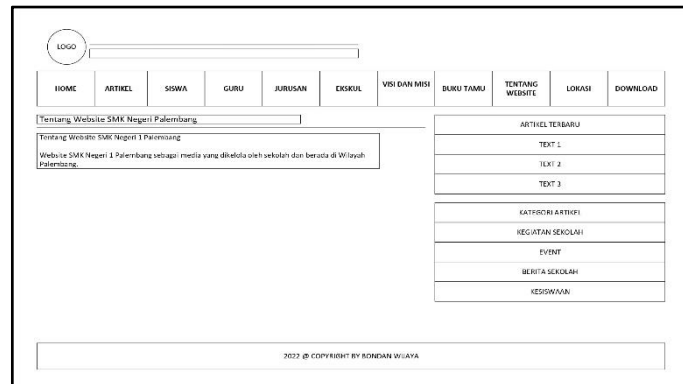 LOGO
HOME ARTIKEL SISWA GURU JURUSAN EKSKUL VISI DAN MISI BUKU TAMU TENTANG WEBSITE LOKASI DOWNLOAD
Tentang Website SMK Negeri Palembang
Tentang Website SMK Negeri 1 Palembang
Website SMK Negeri 1 Palembang sebagai media yang dikelola oleh sekolah dan berada di Wilayah
Palembang.
ARTIKEL TERBARU
TEXT 1
TEXT 2
TEXT 3
KATEGORI ARTIKEL
KEGIATAN SEKOLAH
EVENT
BERITA SEKOLAH
KESISWAAN
2022 @ COPYRIGHT BY BONDAN WIJAYA